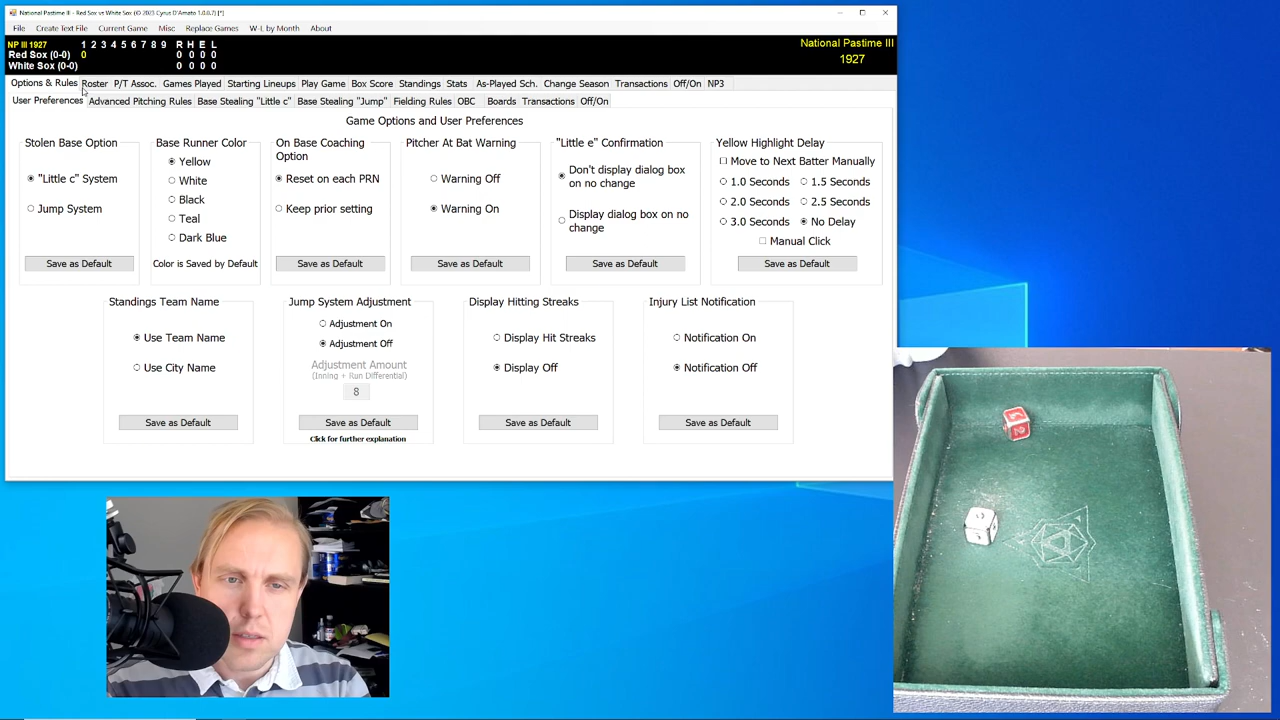 National Pastime III - Red Sox vs White Sox (© 2023 Cyrus D'Amato 1.0.0.7) [*]
File Create Text File Current Game Misc Replace Games W-L by Month About
NP III 1927 1 2 3 4 5 6 7 8 9 R H E L
Red Sox (0-0) 0 0 0 0 0
White Sox (0-0) 0 0 0 0
National Pastime III
1927
Options & Rules Roster P/T Assoc. Games Played Starting Lineups Play Game Box Score Standings Stats As-Played Sch. Change Season Transactions Off/On NP3
User Preferences Advanced Pitching Rules Base Stealing "Little c" Base Stealing "Jump" Fielding Rules OBC Boards Transactions Off/On
Game Options and User Preferences
Stolen Base Option
"Little c" System
Jump System
Save as Default
Base Runner Color
Yellow
White
Black
Teal
Dark Blue
Color is Saved by Default
On Base Coaching
Option
Reset on each PRN
Keep prior setting
Save as Default
Pitcher At Bat Warning
Warning Off
Warning On
Save as Default
"Little e" Confirmation
Don't display dialog box
on no change
Display dialog box on no
change
Save as Default
Yellow Highlight Delay
Move to Next Batter Manually
1.0 Seconds 1.5 Seconds
2.0 Seconds 2.5 Seconds
3.0 Seconds No Delay
Manual Click
Save as Default
Standings Team Name
Use Team Name
Use City Name
Save as Default
Jump System Adjustment
Adjustment On
Adjustment Off
Adjustment Amount
(Inning + Run Differential)
8
Save as Default
Click for further explanation
Display Hitting Streaks
Display Hit Streaks
Display Off
Save as Default
Injury List Notification
Notification On
Notification Off
Save as Default